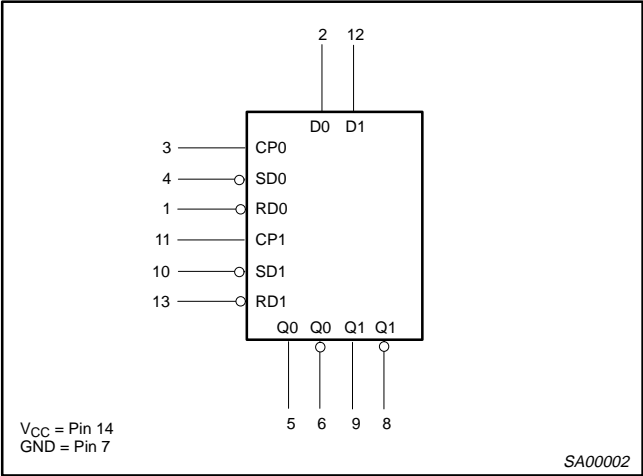 2 12
D0 D1
3 CP0
4 SD0
1 RD0
11 CP1
10 SD1
13 RD1
Q0 Q0 Q1 Q1
5 6 9 8
VCC = Pin 14
GND = Pin 7
SA00002